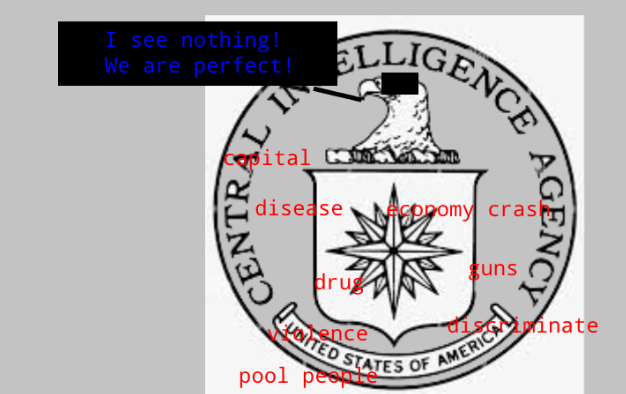 I see nothing!
We are perfect!
CENTRAL INTELLIGENCE AGENCY
capital
disease
economy crash
guns
drug
discriminate
violence
UNITED STATES OF AMERICA
pool people